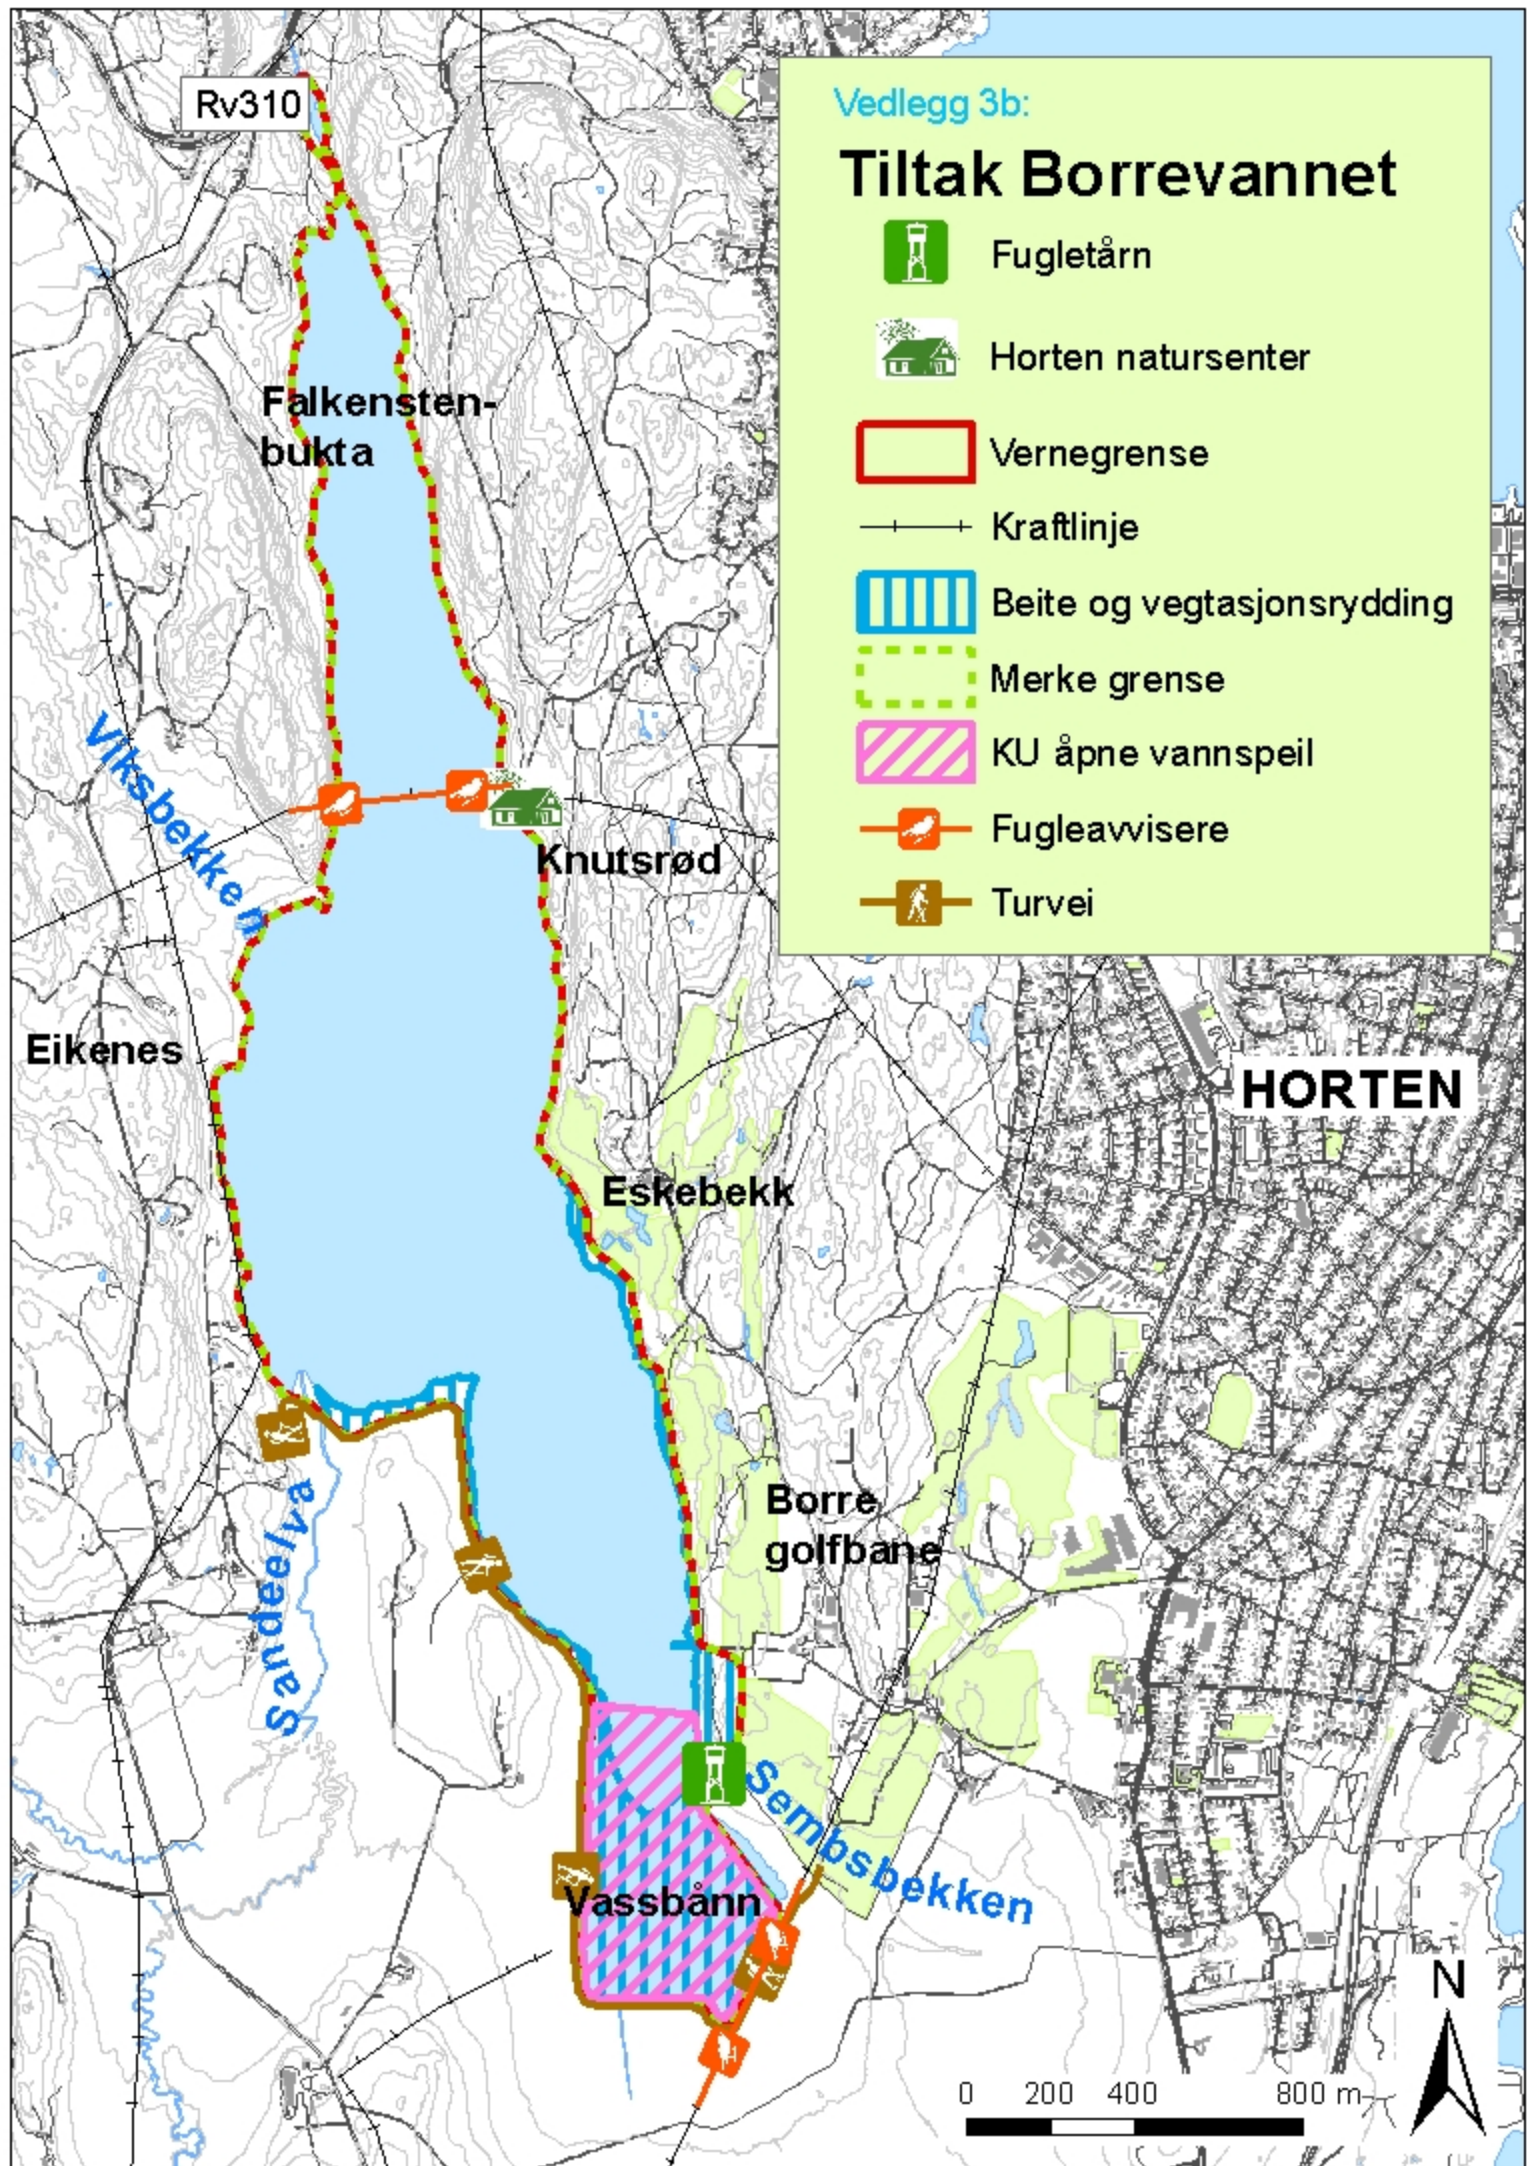 Rv310
Vedlegg 3b:
Tiltak Borrevannet
Fugletårn
Horten natursenter
Vernegrense
Kraftlinje
Beite og vegtasjonsrydding
Merke grense
KU åpne vannspeil
Fugleavvisere
Turvei
Falkensten-
bukta
Viksbekken
Knutsrød
Eikenes
HORTEN
Eskebekk
Borre
golfbane
Sandeelva
Sembsbekken
Vassbånn
N
0 200 400 800 m